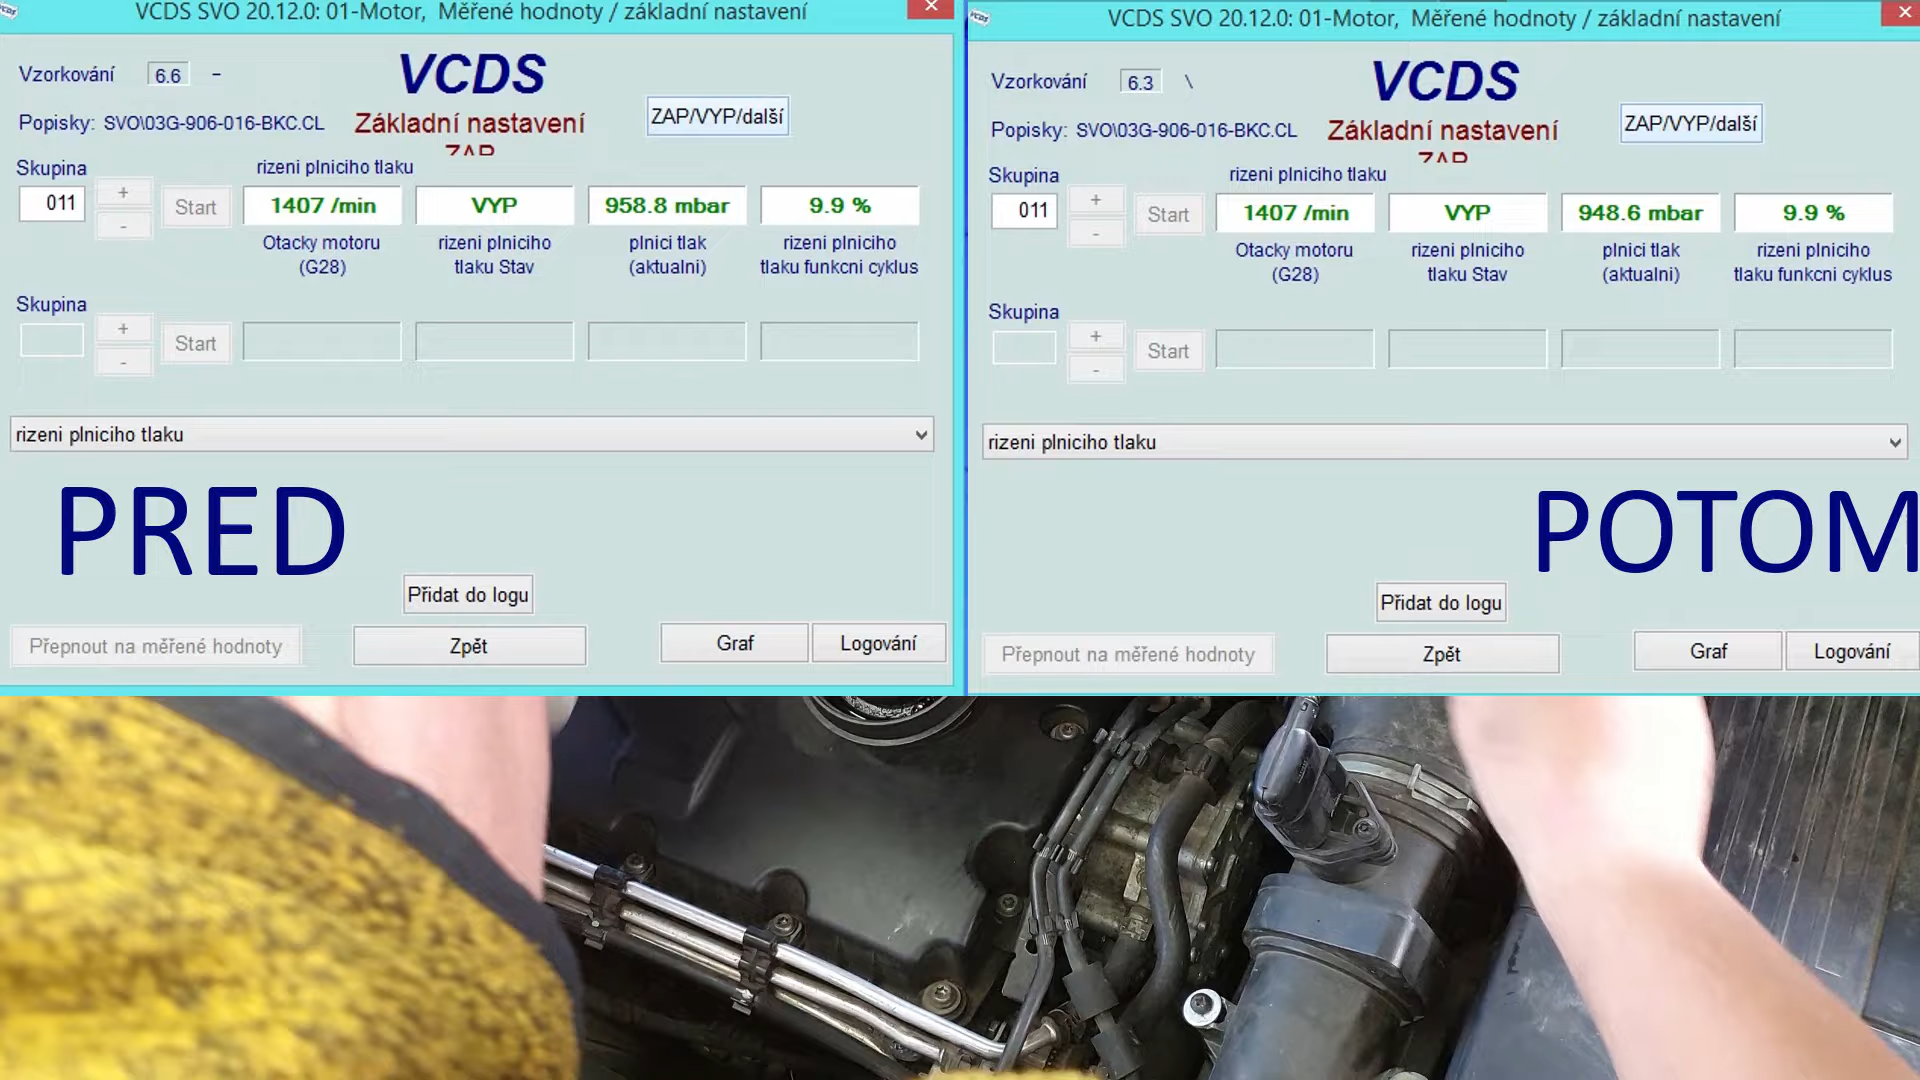 VCDS SVO 20.12.0: 01-Motor,  Měřené hodnoty / základní nastavení
Vzorkování 6.6 -
VCDS
ZAP/VYP/další
Popisky: SVO\03G-906-016-BKC.CL
Základní nastavení
ZAP
Skupina
rizeni plniciho tlaku
011 + - Start 1407 /min VYP 958.8 mbar 9.9 %
Otacky motoru rizeni plniciho plnici tlak rizeni plniciho
(G28) tlaku Stav (aktualni) tlaku funkcni cyklus
Skupina
+ - Start
rizeni plniciho tlaku
PRED
Přidat do logu
Přepnout na měřené hodnoty Zpět Graf Logování
VCDS SVO 20.12.0: 01-Motor,  Měřené hodnoty / základní nastavení
Vzorkování 6.3 \
VCDS
ZAP/VYP/další
Popisky: SVO\03G-906-016-BKC.CL
Základní nastavení
ZAP
Skupina
rizeni plniciho tlaku
011 + - Start 1407 /min VYP 948.6 mbar 9.9 %
Otacky motoru rizeni plniciho plnici tlak rizeni plniciho
(G28) tlaku Stav (aktualni) tlaku funkcni cyklus
Skupina
+ - Start
rizeni plniciho tlaku
POTOM
Přidat do logu
Přepnout na měřené hodnoty Zpět Graf Logování